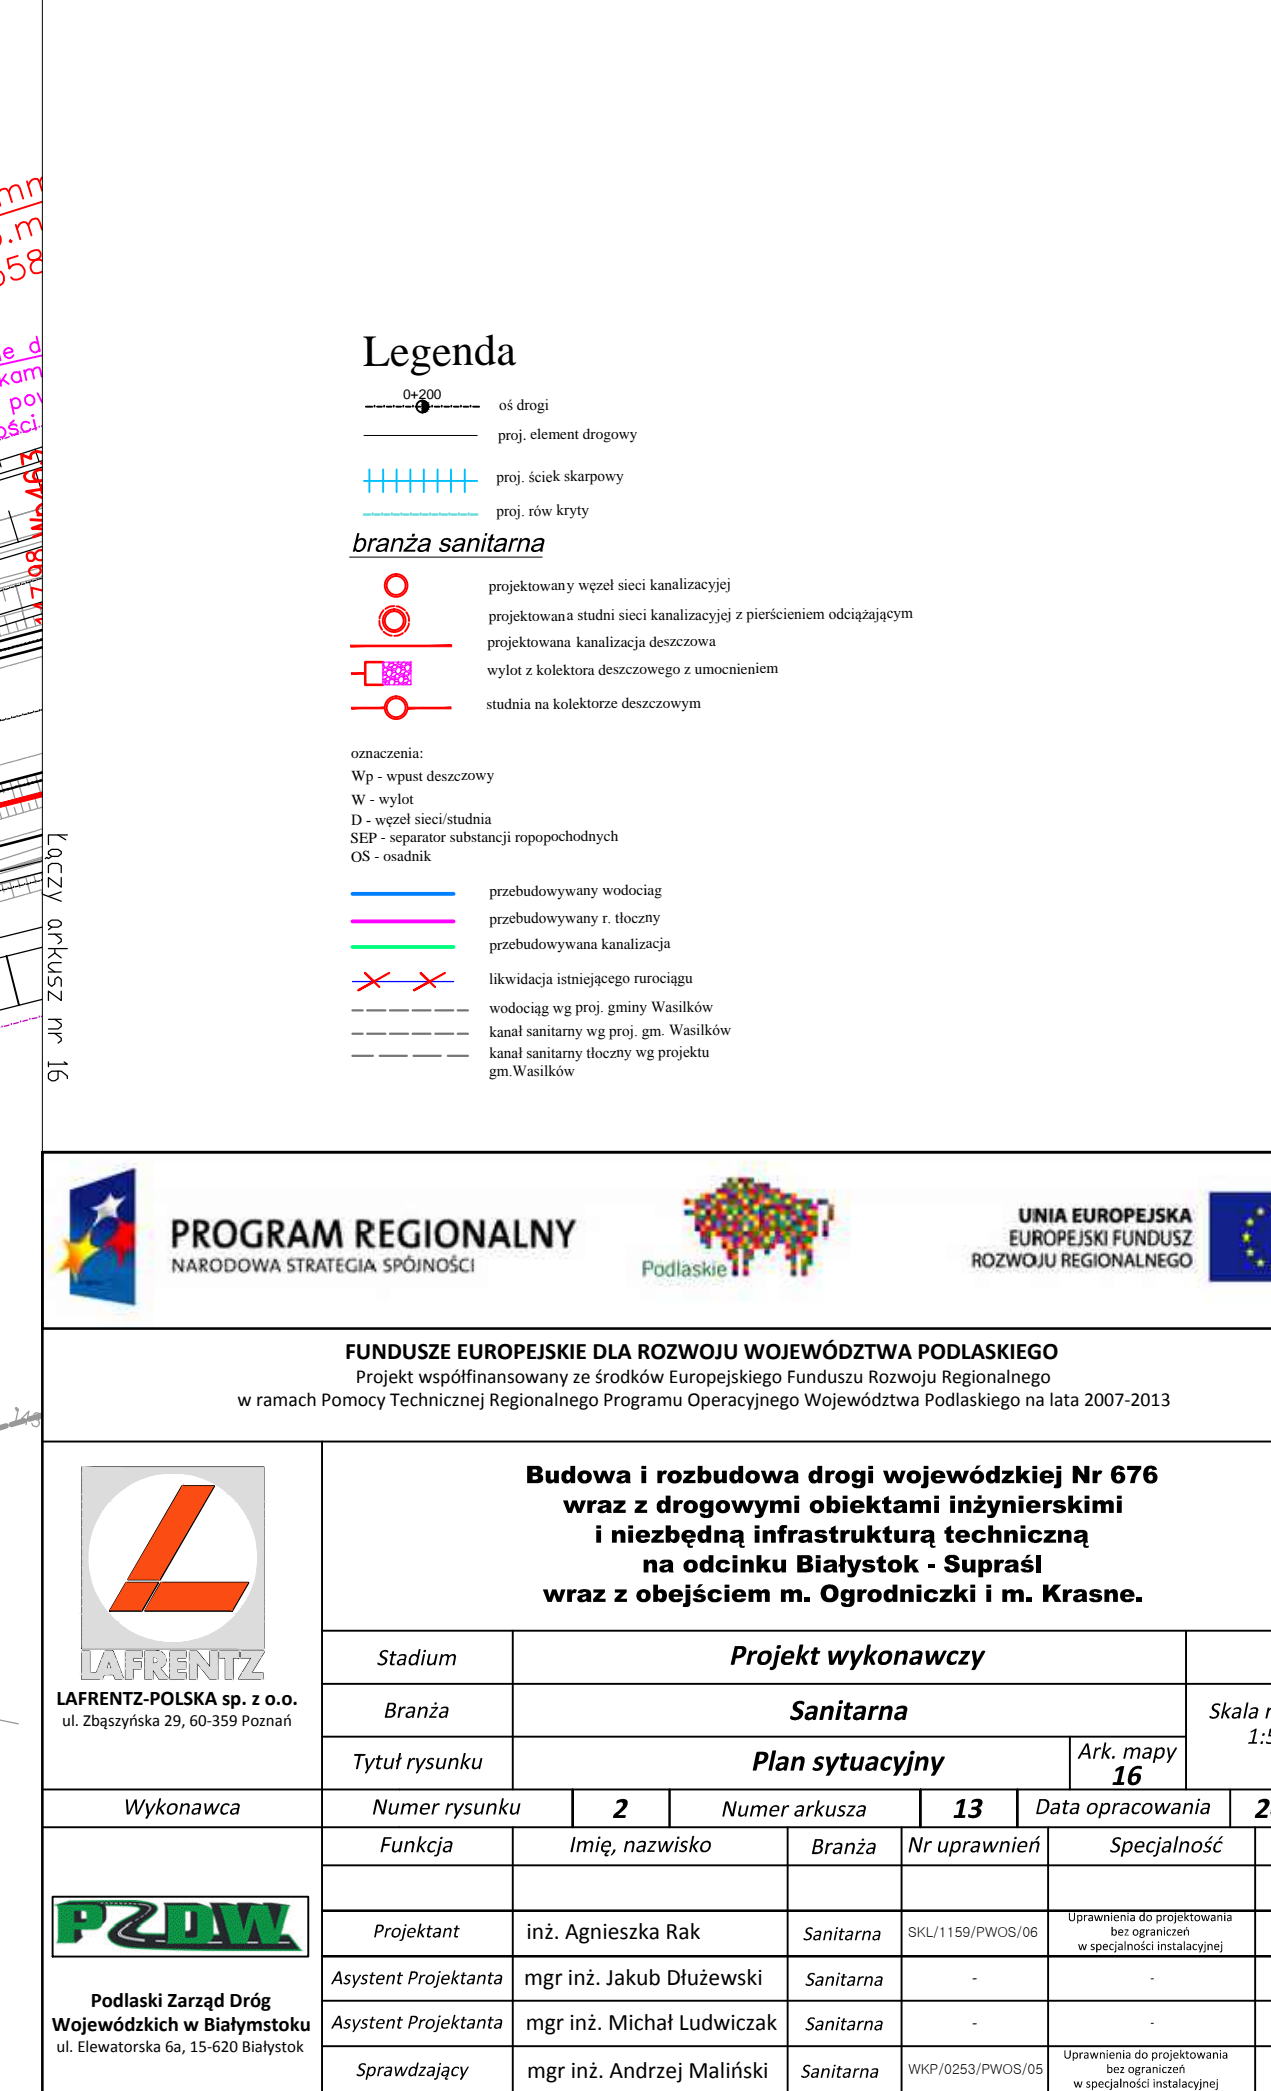 Legenda
0+200
oś drogi
proj. element drogowy
proj. ściek skarpowy
proj. rów kryty
branża sanitarna
projektowany węzeł sieci kanalizacyjej
projektowana studni sieci kanalizacyjej z pierścieniem odciążającym
projektowana kanalizacja deszczowa
wylot z kolektora deszczowego z umocnieniem
studnia na kolektorze deszczowym
oznaczenia:
Wp - wpust deszczowy
W - wylot
D - węzeł sieci/studnia
SEP - separator substancji ropopochodnych
OS - osadnik
przebudowywany wodociąg
przebudowywany r. tłoczny
przebudowywana kanalizacja
likwidacja istniejącego rurociągu
wodociąg wg proj. gminy Wasilków
kanał sanitarny wg proj. gm. Wasilków
kanał sanitarny tłoczny wg projektu
gm.Wasilków
Łączy arkusz nr 16
PROGRAM REGIONALNY
NARODOWA STRATEGIA SPÓJNOŚCI
Podlaskie
UNIA EUROPEJSKA
EUROPEJSKI FUNDUSZ
ROZWOJU REGIONALNEGO
FUNDUSZE EUROPEJSKIE DLA ROZWOJU WOJEWÓDZTWA PODLASKIEGO
Projekt współfinansowany ze środków Europejskiego Funduszu Rozwoju Regionalnego
w ramach Pomocy Technicznej Regionalnego Programu Operacyjnego Województwa Podlaskiego na lata 2007-2013
LAFRENTZ
LAFRENTZ-POLSKA sp. z o.o.
ul. Zbąszyńska 29, 60-359 Poznań
Budowa i rozbudowa drogi wojewódzkiej Nr 676
wraz z drogowymi obiektami inżynierskimi
i niezbędną infrastrukturą techniczną
na odcinku Białystok - Supraśl
wraz z obejściem m. Ogrodniczki i m. Krasne.
Stadium Projekt wykonawczy
Branża Sanitarna Skala
Tytuł rysunku Plan sytuacyjny Ark. mapy 16
Wykonawca Numer rysunku 2 Numer arkusza 13 Data opracowania
Funkcja Imię, nazwisko Branża Nr uprawnień Specjalność
Projektant inż. Agnieszka Rak Sanitarna SKL/1159/PWOS/06 Uprawnienia do projektowania bez ograniczeń w specjalności instalacyjnej
Asystent Projektanta mgr inż. Jakub Dłużewski Sanitarna - -
Asystent Projektanta mgr inż. Michał Ludwiczak Sanitarna - -
Sprawdzający mgr inż. Andrzej Maliński Sanitarna WKP/0253/PWOS/05 Uprawnienia do projektowania bez ograniczeń w specjalności instalacyjnej
PZDW
Podlaski Zarząd Dróg
Wojewódzkich w Białymstoku
ul. Elewatorska 6a, 15-620 Białystok